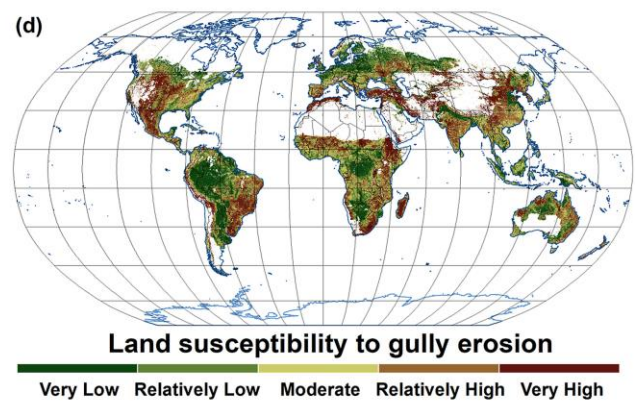 (d)
Land susceptibility to gully erosion
Very Low Relatively Low Moderate Relatively High Very High